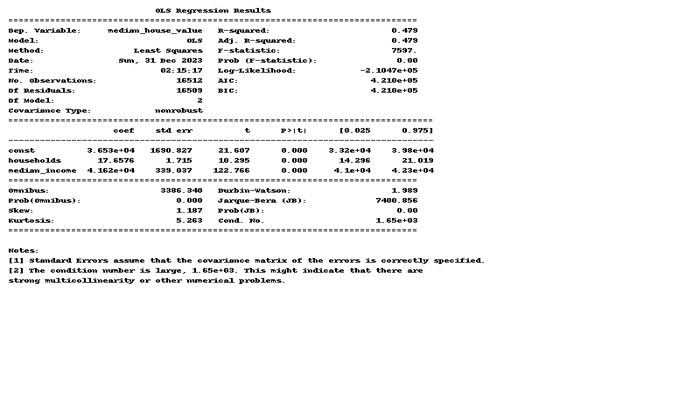 OLS Regression Results
==============================================================================
Dep. Variable: median_house_value R-squared: 0.479
Model: OLS Adj. R-squared: 0.479
Method: Least Squares F-statistic: 7597.
Date: Sun, 31 Dec 2023 Prob (F-statistic): 0.00
Time: 02:15:17 Log-Likelihood: -2.1047e+05
No. Observations: 16512 AIC: 4.210e+05
Df Residuals: 16509 BIC: 4.210e+05
Df Model: 2
Covariance Type: nonrobust
=================================================================================
coef std err t P>|t| [0.025 0.975]
---------------------------------------------------------------------------------
const 3.653e+04 1690.827 21.607 0.000 3.32e+04 3.98e+04
households 17.6576 1.715 10.295 0.000 14.296 21.019
median_income 4.162e+04 339.037 122.766 0.000 4.1e+04 4.23e+04
==============================================================================
Omnibus: 3386.340 Durbin-Watson: 1.989
Prob(Omnibus): 0.000 Jarque-Bera (JB): 7400.856
Skew: 1.187 Prob(JB): 0.00
Kurtosis: 5.263 Cond. No. 1.65e+03
==============================================================================
Notes:
[1] Standard Errors assume that the covariance matrix of the errors is correctly specified.
[2] The condition number is large, 1.65e+03. This might indicate that there are
strong multicollinearity or other numerical problems.